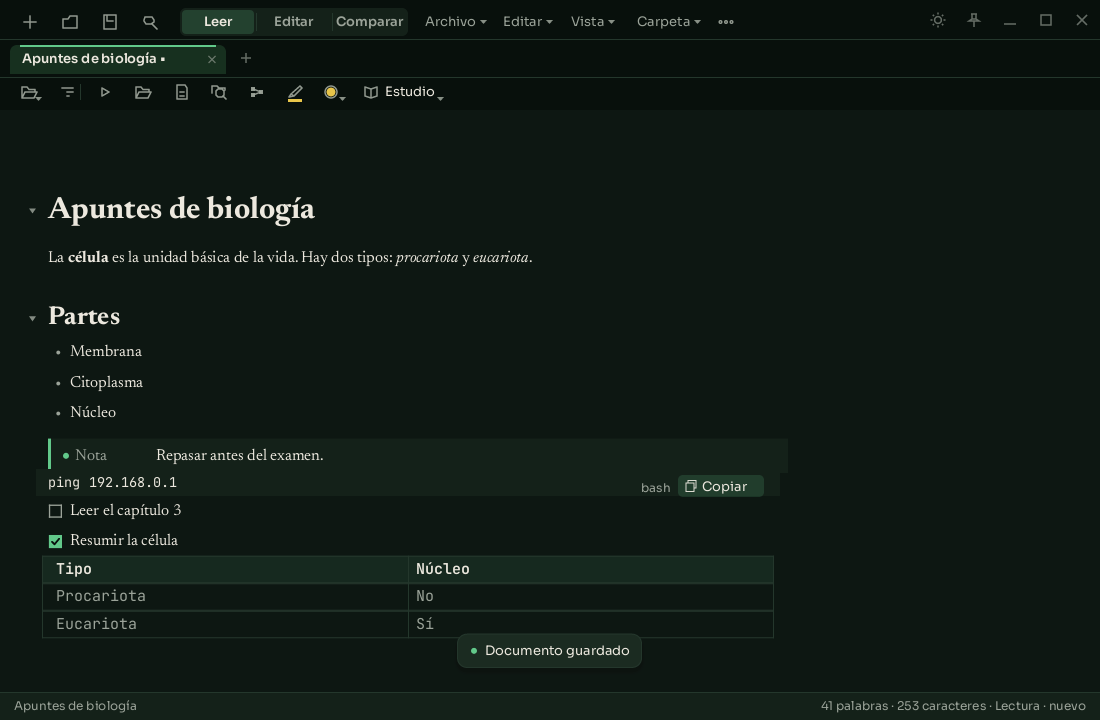 Leer Editar Comparar Archivo Editar Vista Carpeta
Apuntes de biología •
Estudio
Apuntes de biología
La célula es la unidad básica de la vida. Hay dos tipos: procariota y eucariota.
Partes
• Membrana
• Citoplasma
• Núcleo
• Nota Repasar antes del examen.
ping 192.168.0.1 bash Copiar
Leer el capítulo 3
Resumir la célula
Tipo Núcleo
Procariota No
Eucariota Sí
• Documento guardado
Apuntes de biología 41 palabras · 253 caracteres · Lectura · nuevo